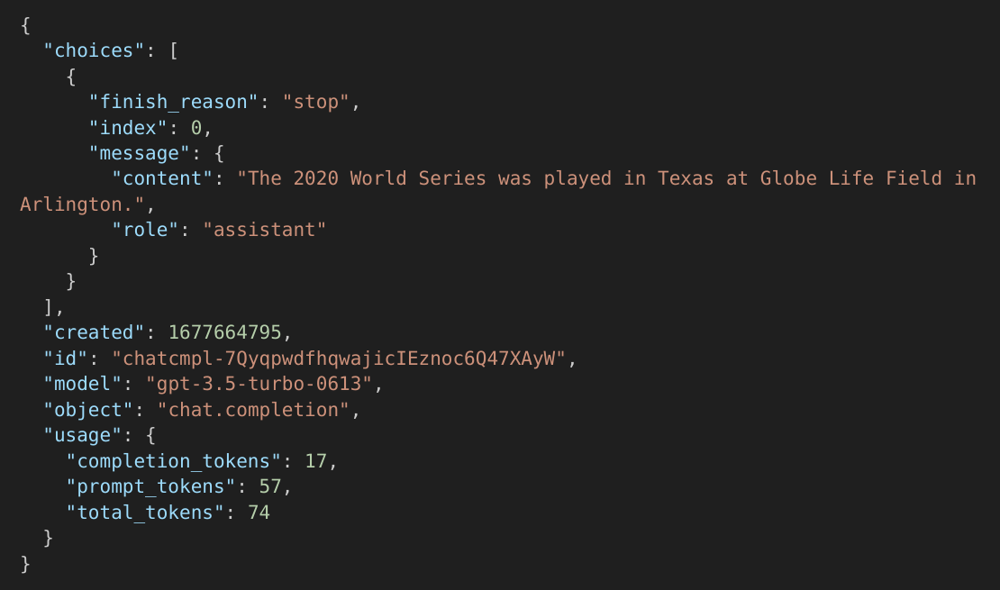 {
  "choices": [
    {
      "finish_reason": "stop",
      "index": 0,
      "message": {
        "content": "The 2020 World Series was played in Texas at Globe Life Field in
Arlington.",
        "role": "assistant"
      }
    }
  ],
  "created": 1677664795,
  "id": "chatcmpl-7QyqpwdfhqwajicIEznoc6Q47XAyW",
  "model": "gpt-3.5-turbo-0613",
  "object": "chat.completion",
  "usage": {
    "completion_tokens": 17,
    "prompt_tokens": 57,
    "total_tokens": 74
  }
}